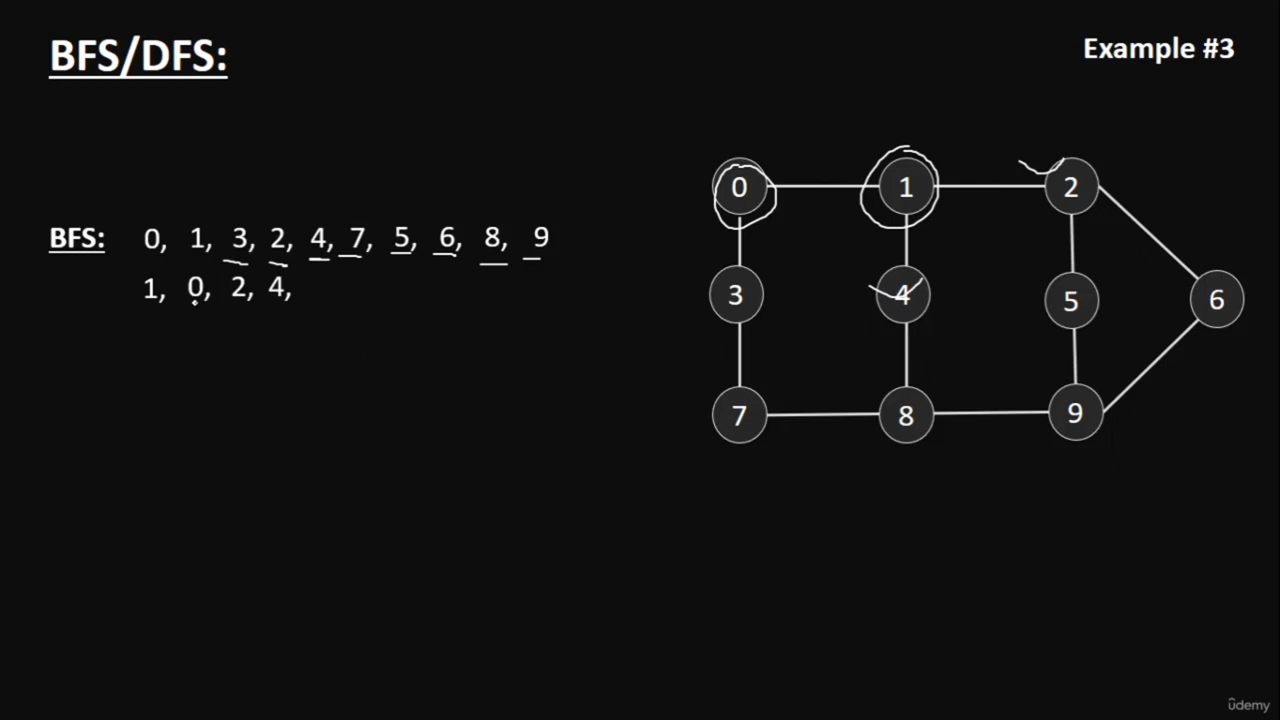 BFS/DFS:
Example #3
BFS: 0, 1, 3, 2, 4, 7, 5, 6, 8, 9
1, 0, 2, 4,
0 1 2
3 4 5 6
7 8 9
ûdemy